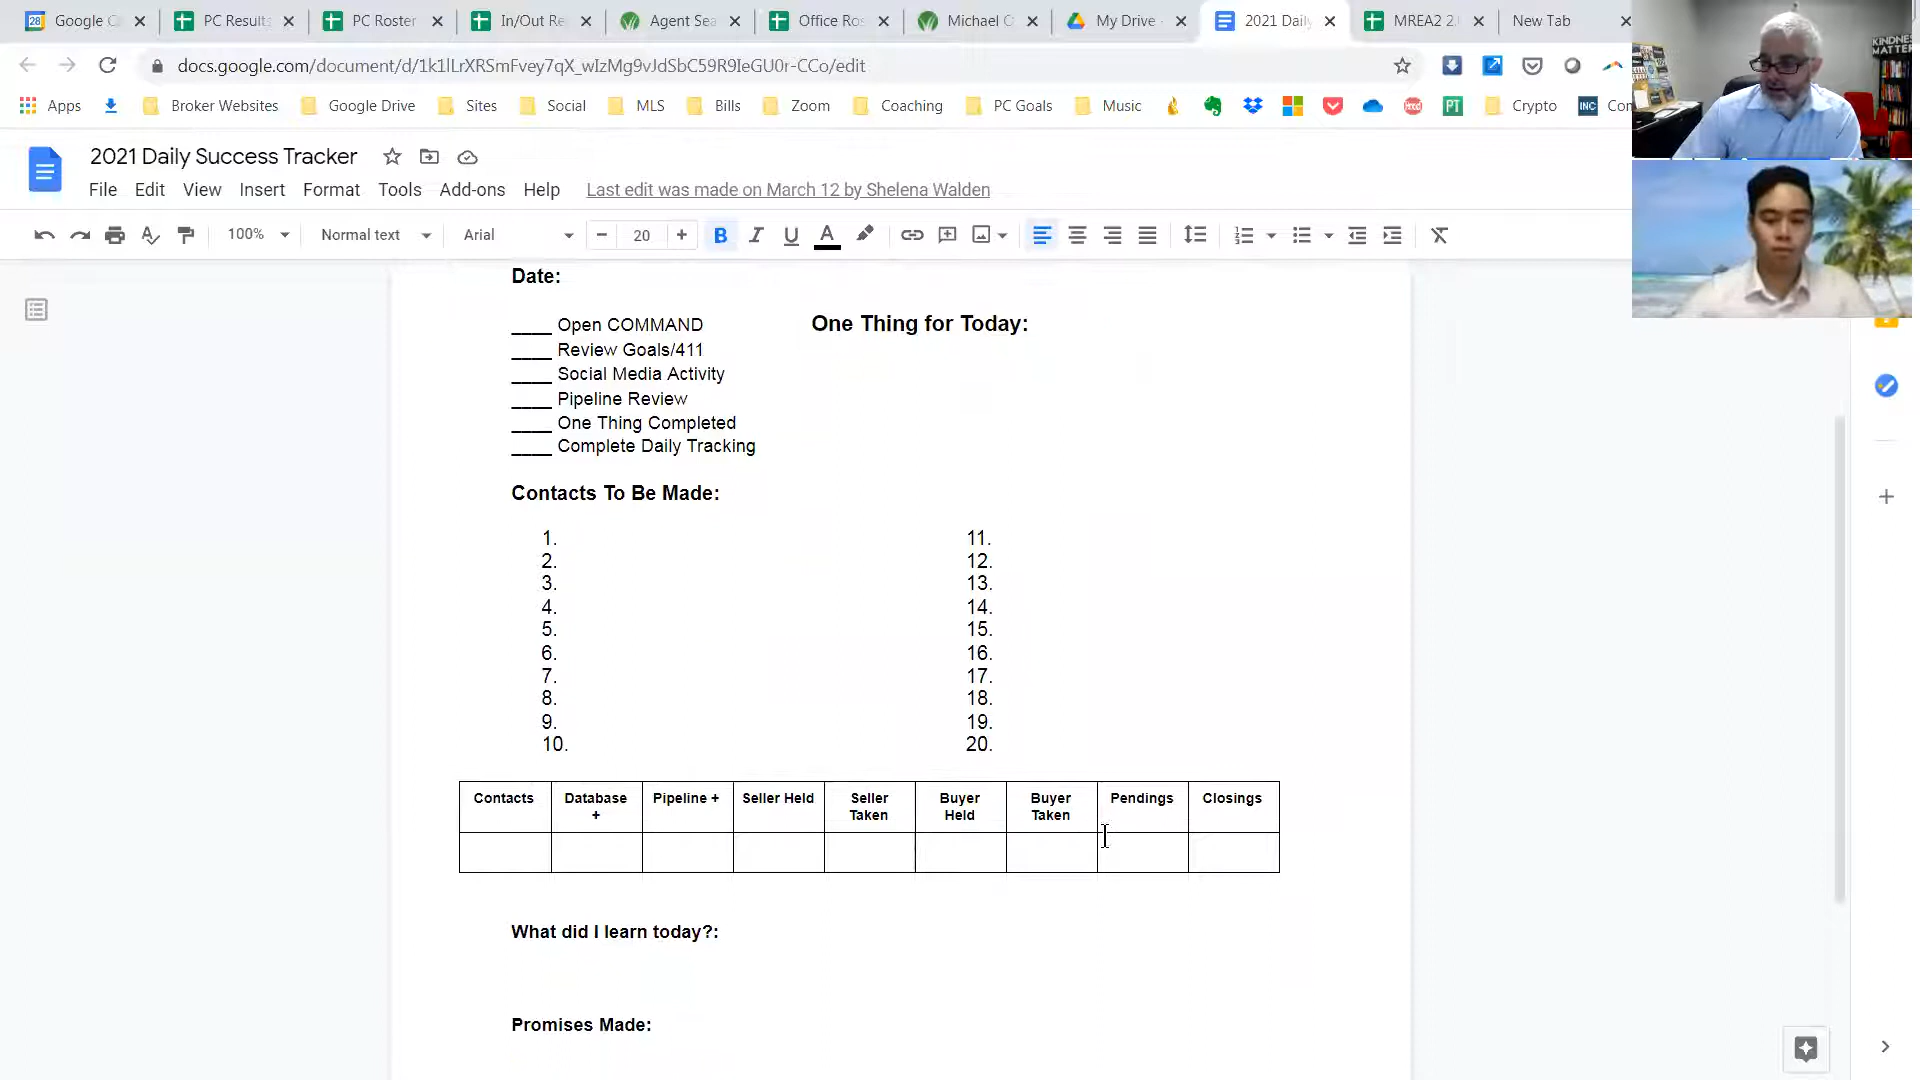 28 Google C
PC Results
PC Roster
In/Out Re
Agent Sea
Office Ros
Michael C
My Drive -
2021 Daily
MREA2 2
New Tab
docs.google.com/document/d/1k1lLrXRSmFvey7qX_wIzMg9vJdSbC59R9IeGU0r-CCo/edit
Apps
Broker Websites
Google Drive
Sites
Social
MLS
Bills
Zoom
Coaching
PC Goals
Music
PT
Crypto
INC
Con
KINDNES
MATTER
2021 Daily Success Tracker
File Edit View Insert Format Tools Add-ons Help Last edit was made on March 12 by Shelena Walden
100% Normal text Arial 20 B I U A
Date:
____ Open COMMAND
____ Review Goals/411
____ Social Media Activity
____ Pipeline Review
____ One Thing Completed
____ Complete Daily Tracking
One Thing for Today:
Contacts To Be Made:
1.
2.
3.
4.
5.
6.
7.
8.
9.
10.
11.
12.
13.
14.
15.
16.
17.
18.
19.
20.
Contacts
Database
+
Pipeline +
Seller Held
Seller
Taken
Buyer
Held
Buyer
Taken
Pendings
Closings
What did I learn today?:
Promises Made: